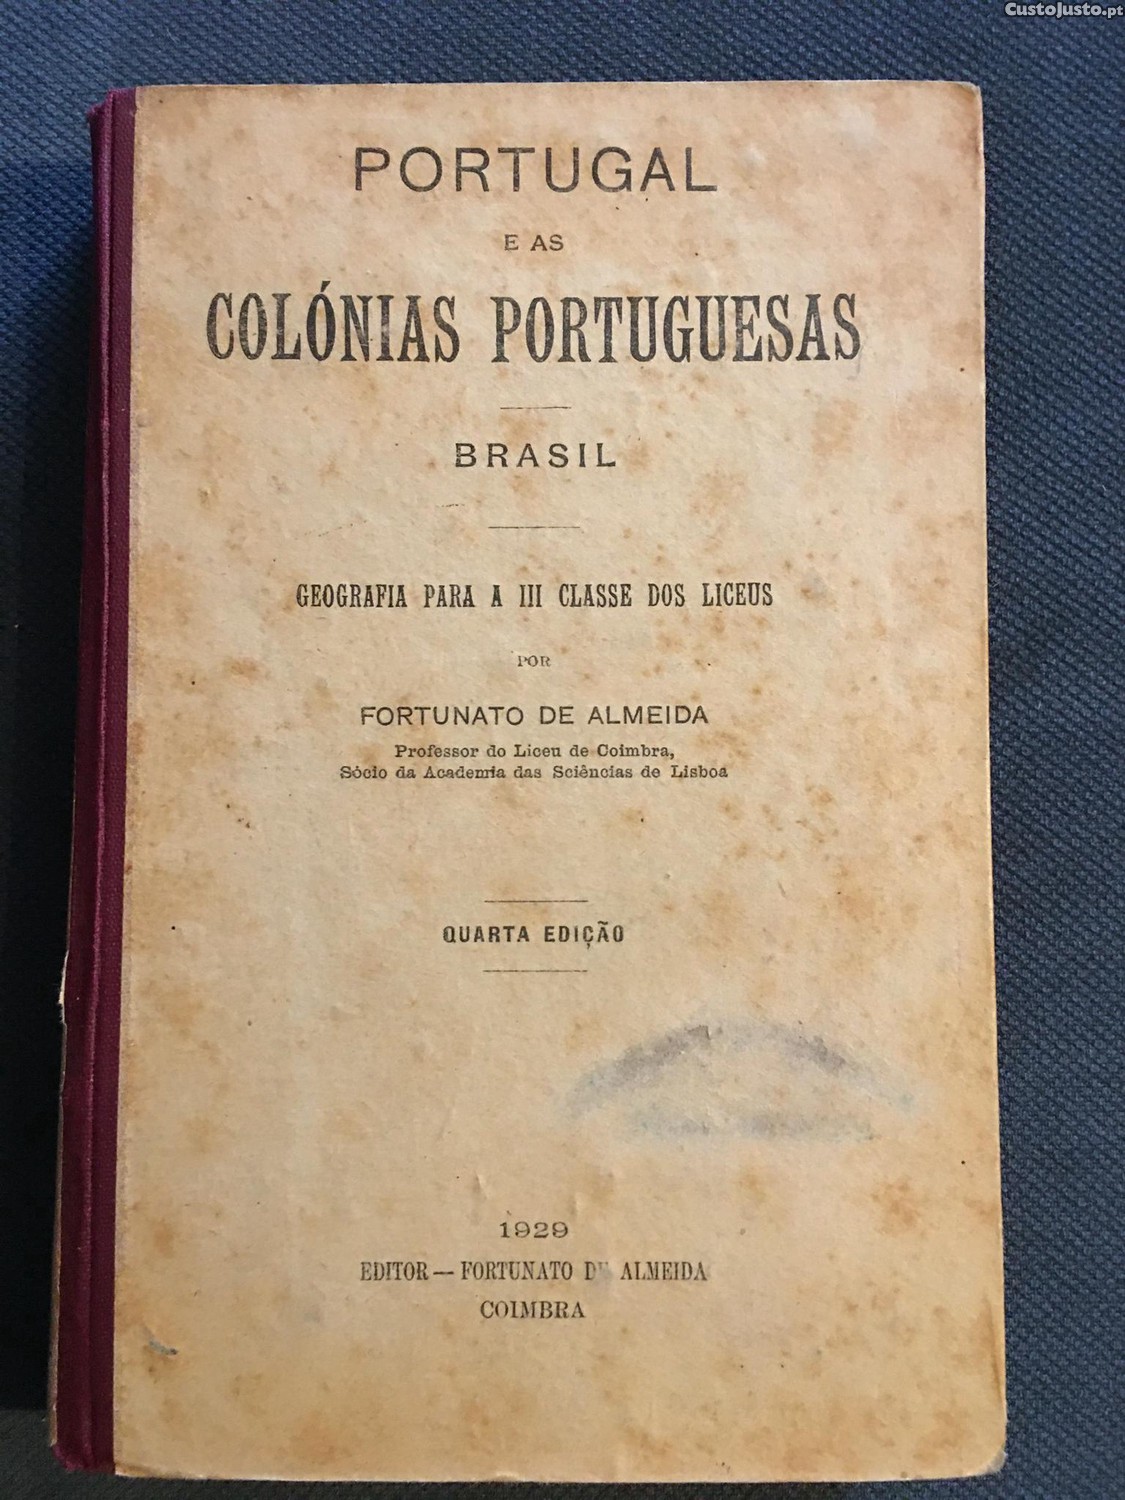 CustoJusto.pt
PORTUGAL
E AS
COLÓNIAS PORTUGUESAS
BRASIL
GEOGRAFIA PARA A III CLASSE DOS LICEUS
POR
FORTUNATO DE ALMEIDA
Professor do Liceu de Coimbra,
Sócio da Academia das Sciências de Lisboa
QUARTA EDIÇÃO
1929
EDITOR — FORTUNATO DE ALMEIDA
COIMBRA